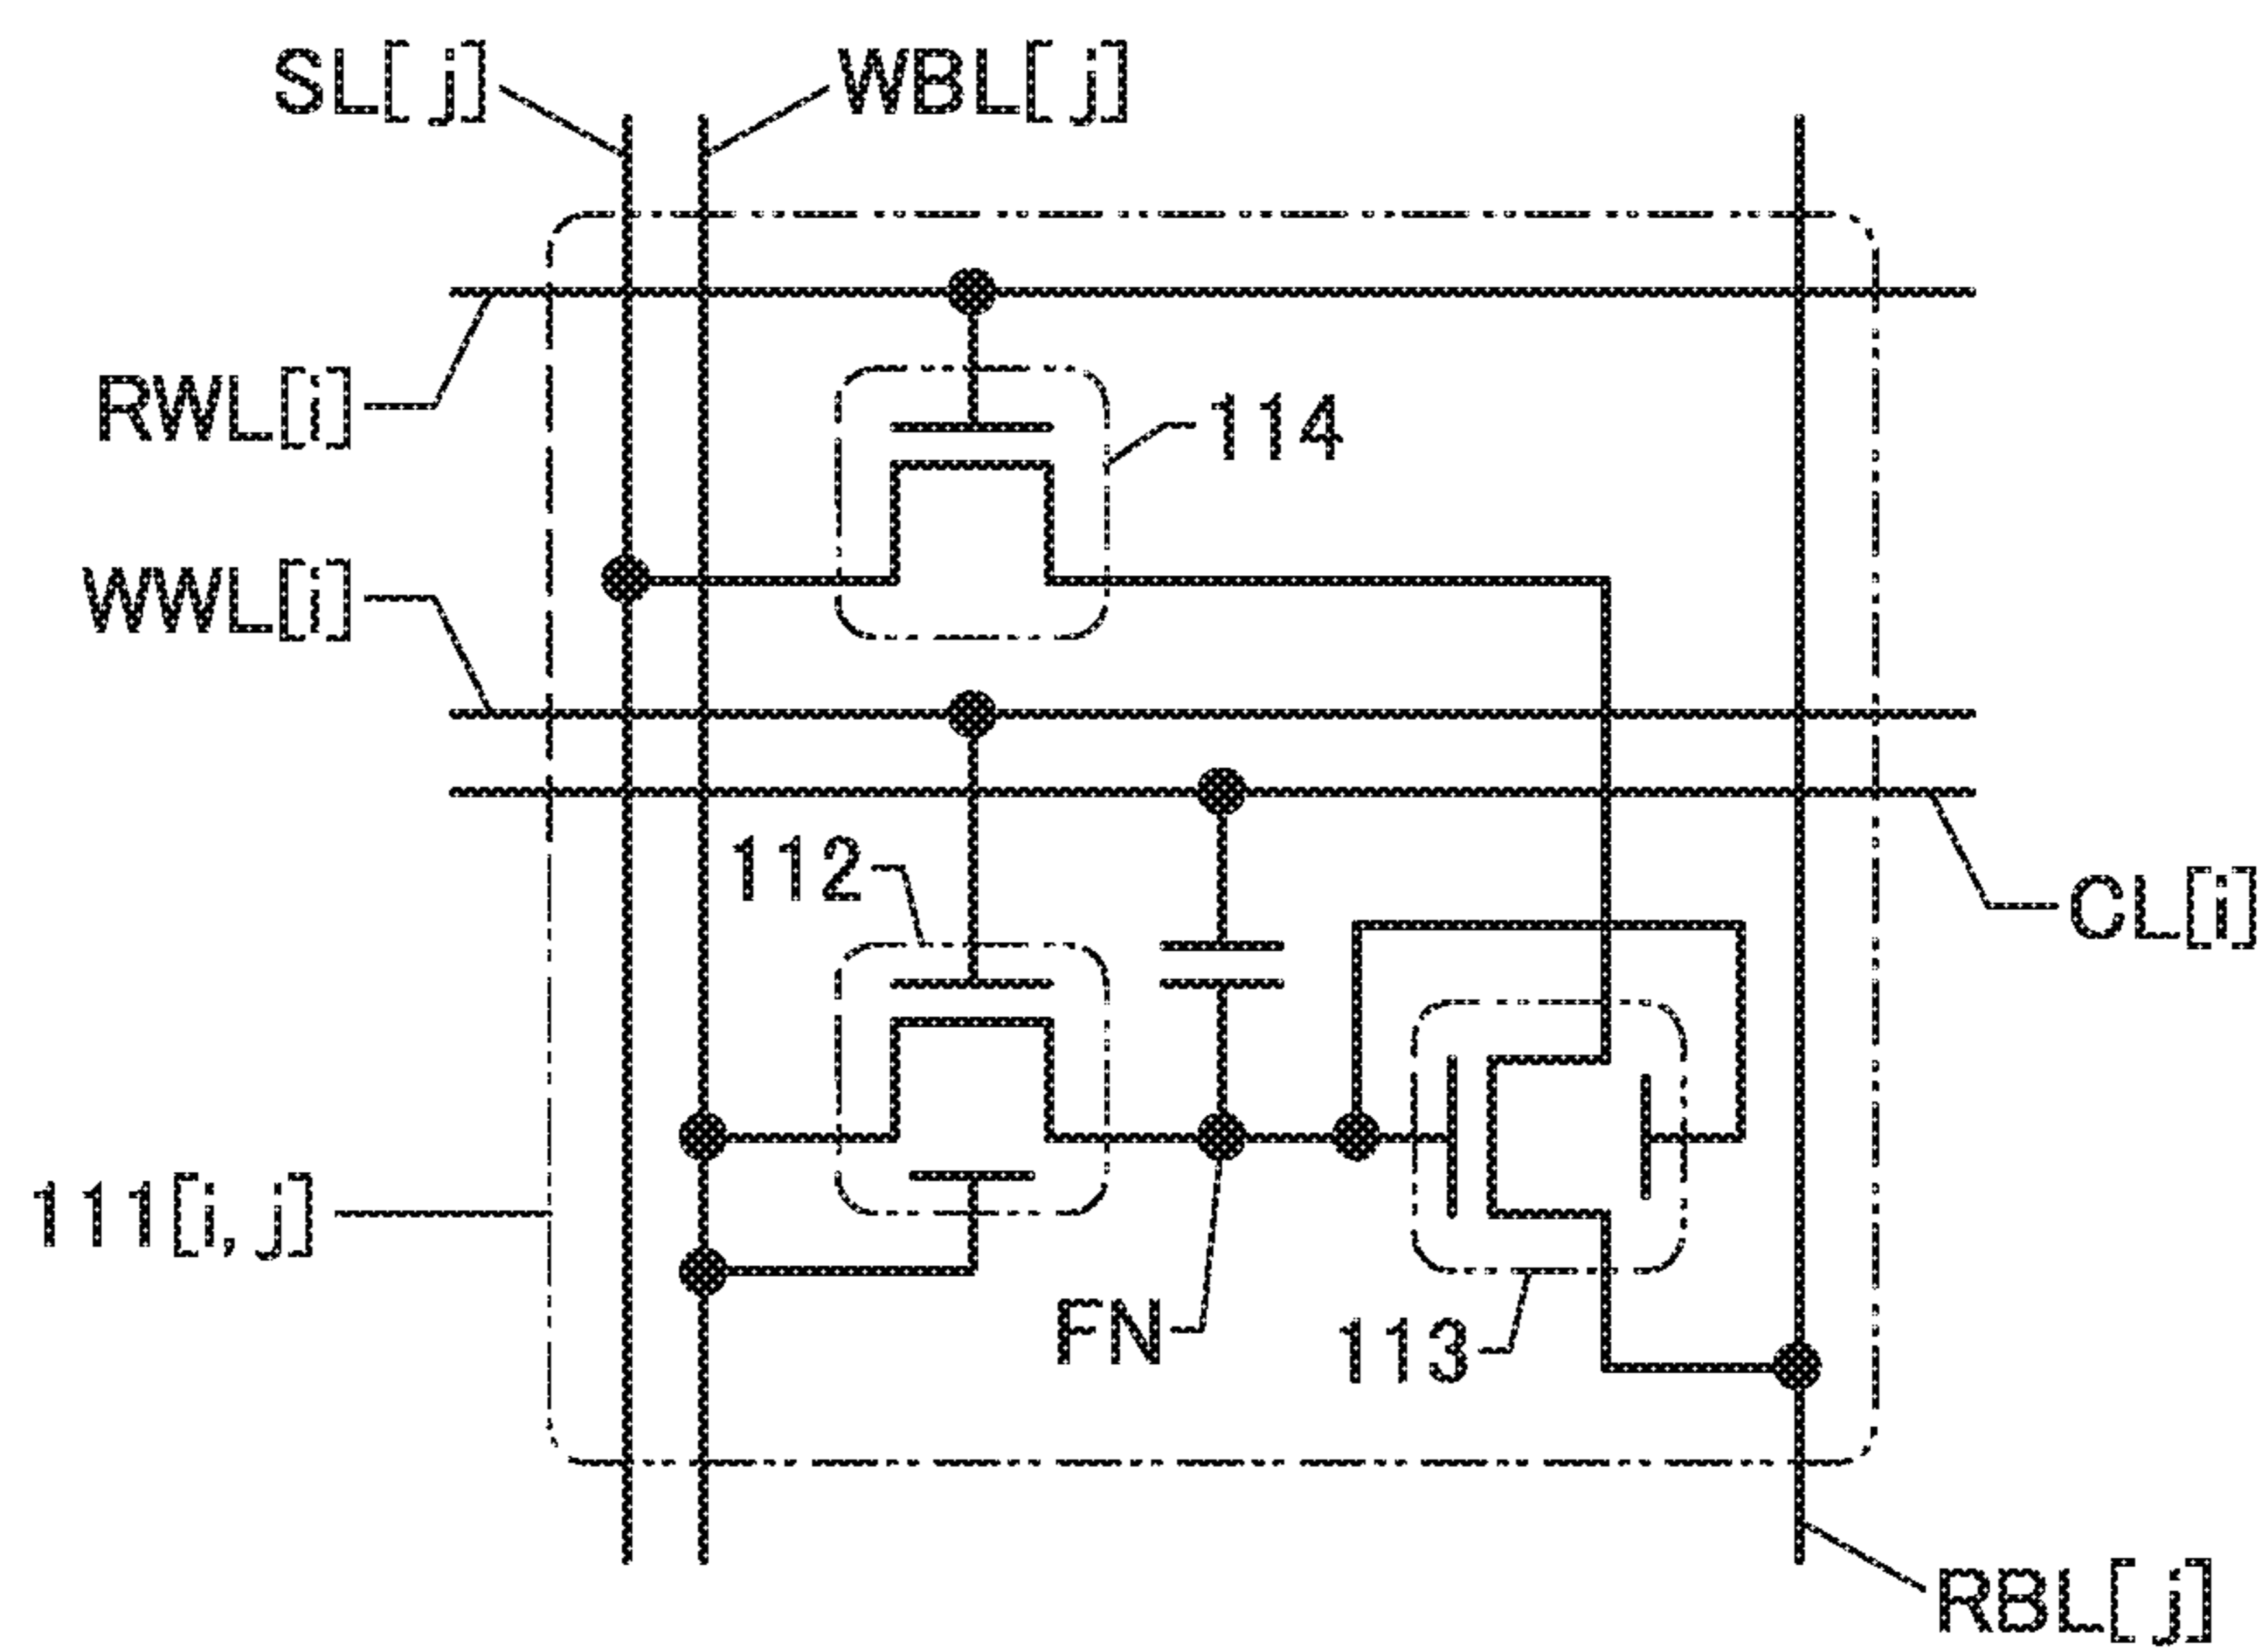 SL[j]
WBL[j]
RWL[i]
114
WWL[i]
112
CL[i]
111[i,j]
FN
113
RBL[j]